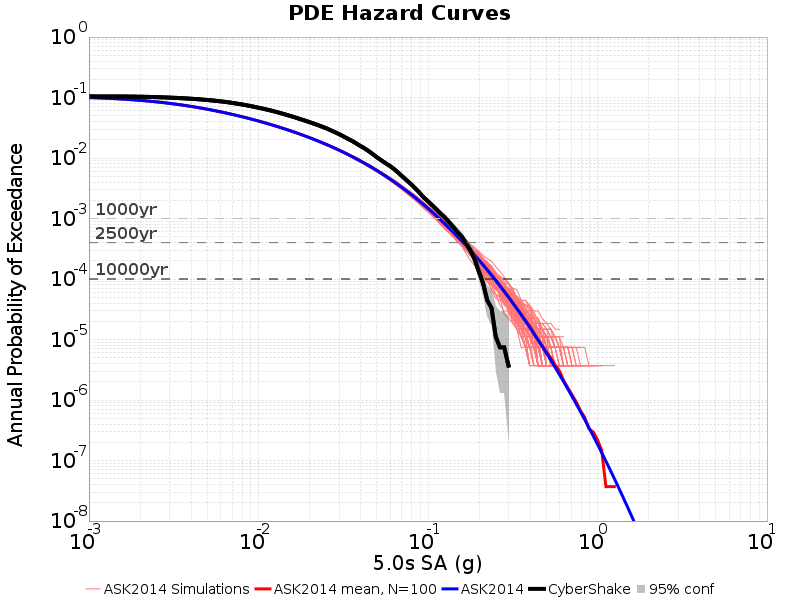 PDE Hazard Curves
Annual Probability of Exceedance
10^0
10^-1
10^-2
10^-3
10^-4
10^-5
10^-6
10^-7
10^-8
1000yr
2500yr
10000yr
10^-3 10^-2 10^-1 10^0 10^1
5.0s SA (g)
ASK2014 Simulations ASK2014 mean, N=100 ASK2014 CyberShake 95% conf